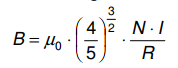 B = μ₀ · (4/5)^(3/2) · N · I / R